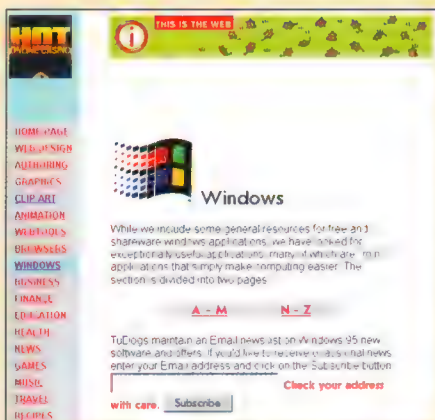 HOT
THIS IS THE WEB
i
HOME PAGE
WEB DESIGN
AUTHORING
GRAPHICS
CLIP ART
ANIMATION
WEBTOOLS
BROWSERS
WINDOWS
BUSINESS
FINANCE
EDUCATION
HEALTH
NEWS
GAMES
MUSIC
TRAVEL
RECIPES
Windows
While we include some general resources for free and
shareware windows applications, we have looked for
exceptionally useful applications, many of which are
applications that simply make computing easier. The
section is divided into two pages
A - M N - Z
TuDogs maintain an Email news list on Windows 95 new
software and offers. If you'd like to receive occasional news
enter your Email address and click on the Subscribe button
Check your address
with care. Subscribe